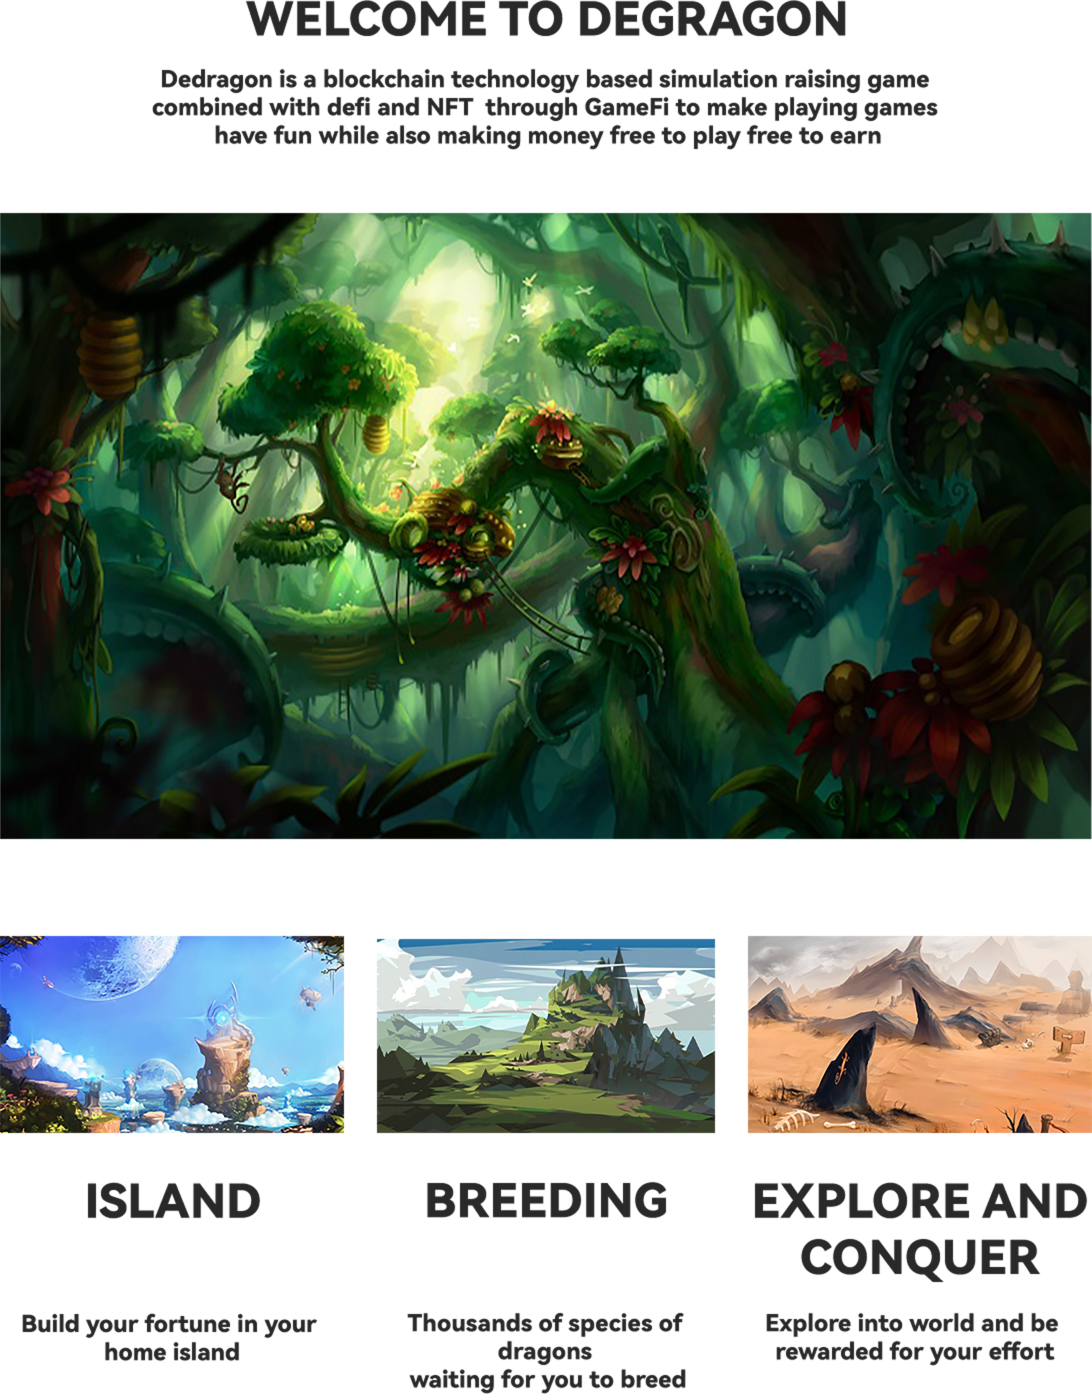 WELCOME TO DEGRAGON
Dedragon is a blockchain technology based simulation raising game
combined with defi and NFT through GameFi to make playing games
have fun while also making money free to play free to earn
ISLAND
Build your fortune in your
home island
BREEDING
Thousands of species of
dragons
waiting for you to breed
EXPLORE AND
CONQUER
Explore into world and be
rewarded for your effort